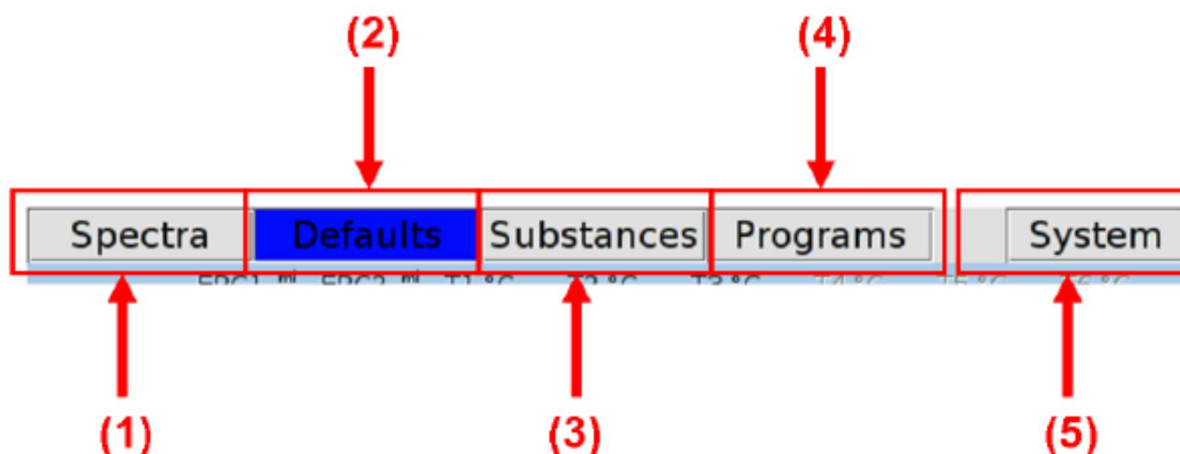 (2) (4)
Spectra Defaults Substances Programs System
(1) (3) (5)